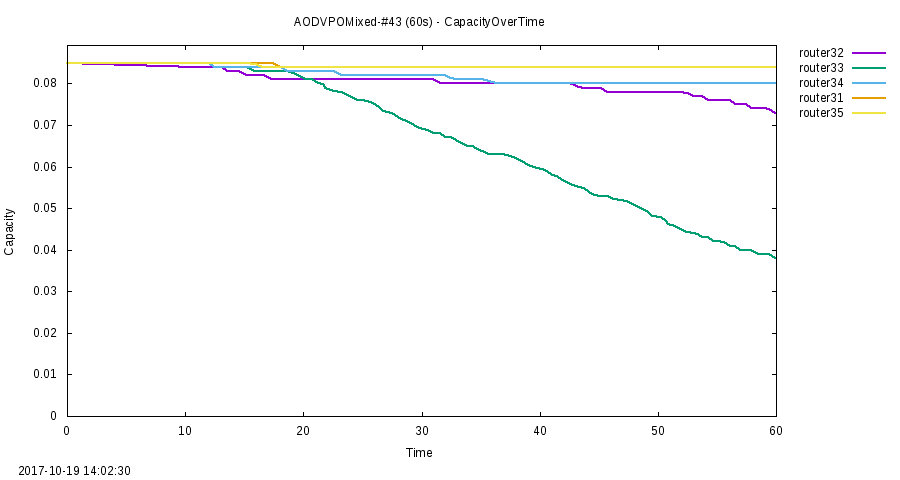 AODVPOMixed-#43 (60s) - CapacityOverTime
router32
router33
router34
router31
router35
0.08
0.07
0.06
0.05
0.04
0.03
0.02
0.01
0
Capacity
0 10 20 30 40 50 60
Time
2017-10-19 14:02:30